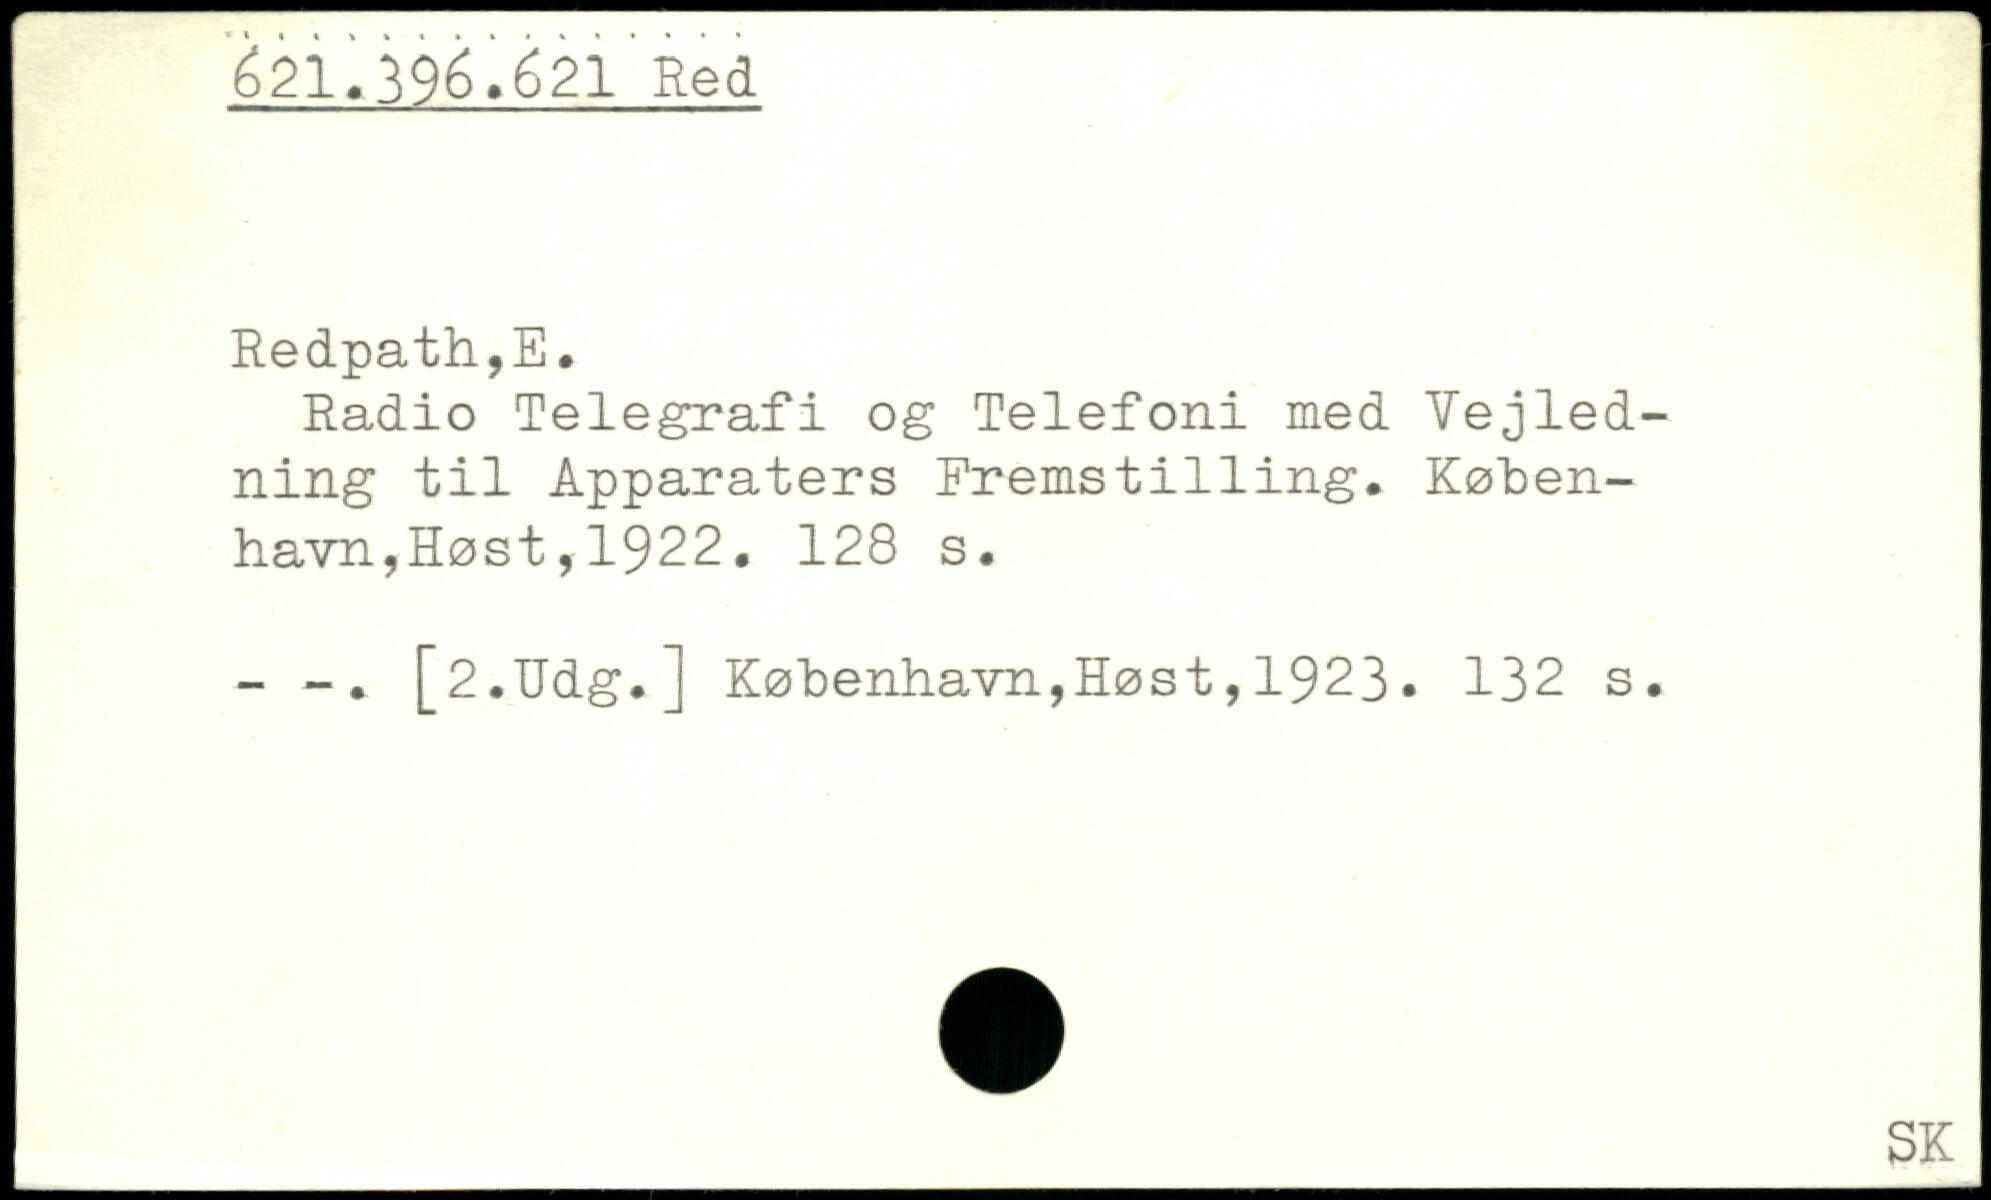 621.396.621 Red
Redpath,E.
Radio Telegrafi og Telefoni med Vejled-
ning til Apparaters Fremstilling. Køben-
havn,Høst,1922. 128 s.
- -. [2.Udg.] København,Høst,1923. 132 s.
SK